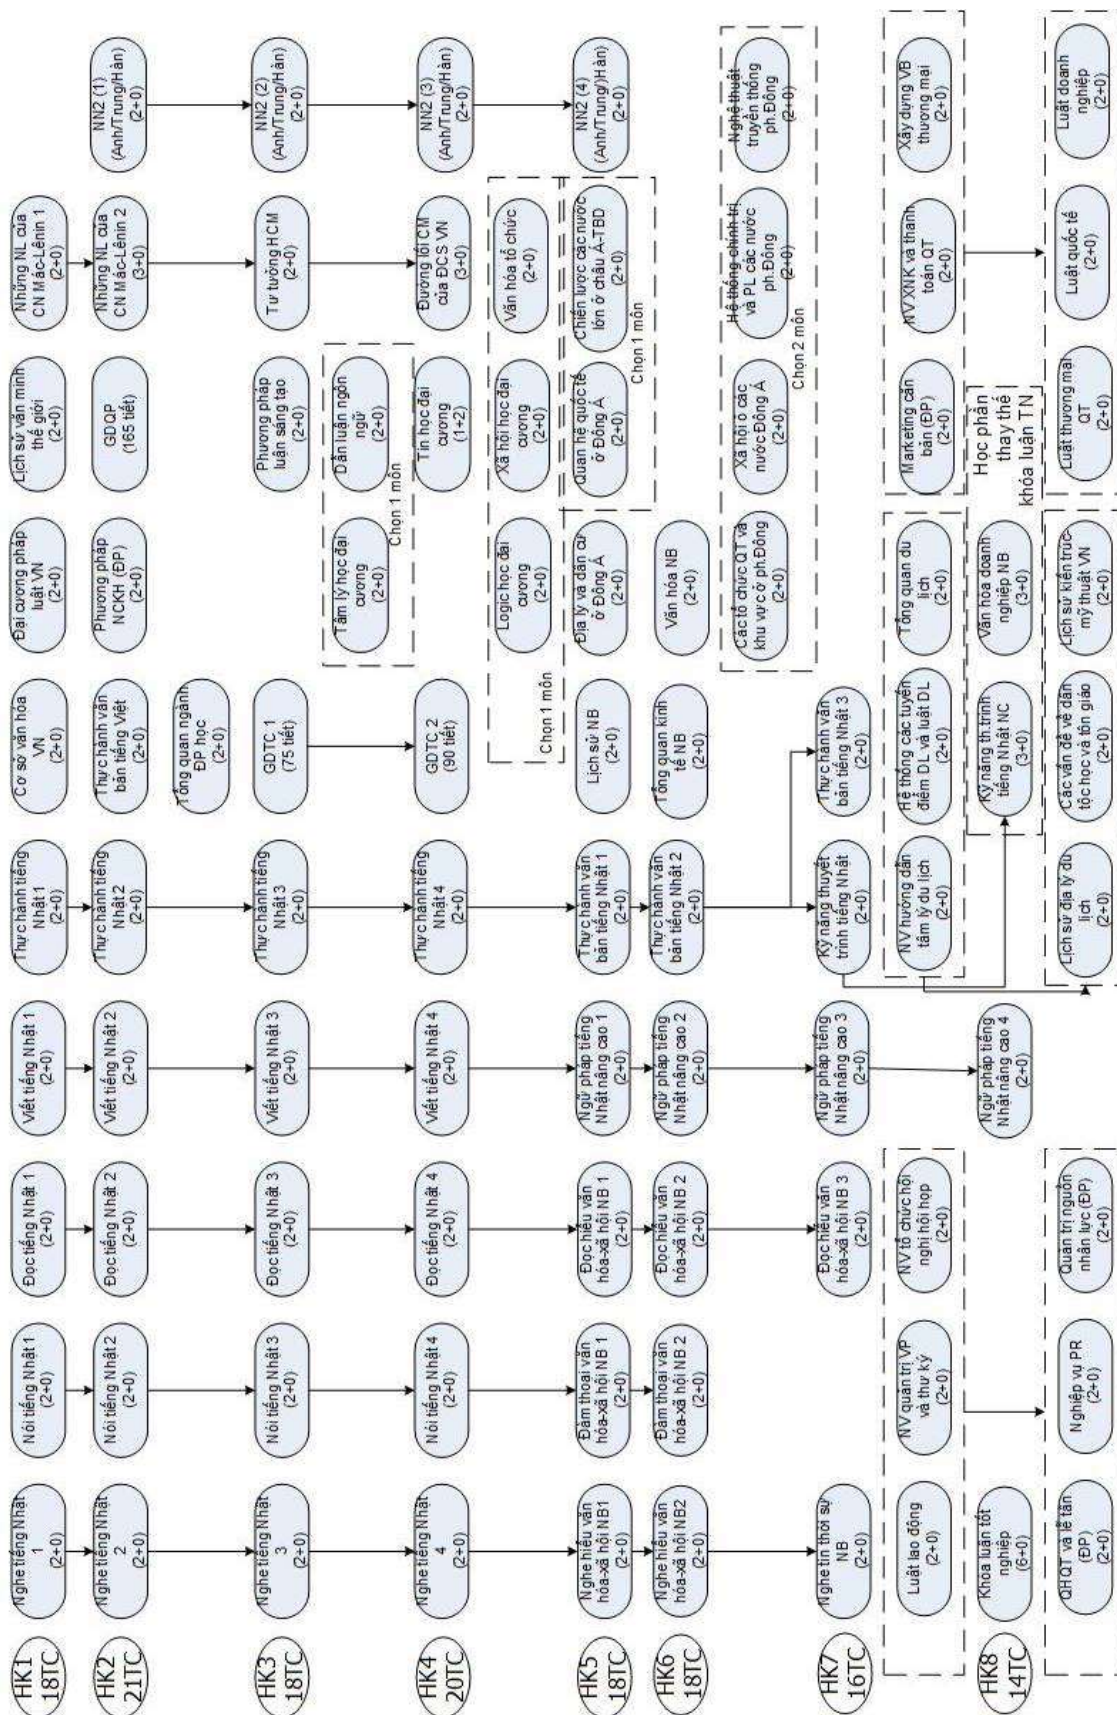 HK1
18TC
Nghe tiếng Nhật
1
(2+0)
Nói tiếng Nhật 1
(2+0)
Đọc tiếng Nhật 1
(2+0)
Viết tiếng Nhật 1
(2+0)
Thực hành tiếng
Nhật 1
(2+0)
Cơ sở văn hóa
VN
(2+0)
Đại cương pháp
luật VN
(2+0)
Lịch sử văn minh
thế giới
(2+0)
Những NL của
CN Mác-Lênin 1
(2+0)
HK2
21TC
Nghe tiếng Nhật
2
(2+0)
Nói tiếng Nhật 2
(2+0)
Đọc tiếng Nhật 2
(2+0)
Viết tiếng Nhật 2
(2+0)
Thực hành tiếng
Nhật 2
(2+0)
Thực hành văn
bản tiếng Việt
(2+0)
Phương pháp
NCKH (ĐP)
(2+0)
GDQP
(165 tiết)
Những NL của
CN Mác-Lênin 2
(3+0)
NN2 (1)
(Anh/Trung/Hàn)
(2+0)
Tổng quan ngành
ĐP học
(2+0)
HK3
18TC
Nghe tiếng Nhật
3
(2+0)
Nói tiếng Nhật 3
(2+0)
Đọc tiếng Nhật 3
(2+0)
Viết tiếng Nhật 3
(2+0)
Thực hành tiếng
Nhật 3
(2+0)
GDTC 1
(75 tiết)
Phương pháp
luận sáng tạo
(2+0)
Tư tưởng HCM
(2+0)
NN2 (2)
(Anh/Trung/Hàn)
(2+0)
Tâm lý học đại
cương
(2+0)
Dẫn luận ngôn
ngữ
(2+0)
Chọn 1 môn
HK4
20TC
Nghe tiếng Nhật
4
(2+0)
Nói tiếng Nhật 4
(2+0)
Đọc tiếng Nhật 4
(2+0)
Viết tiếng Nhật 4
(2+0)
Thực hành tiếng
Nhật 4
(2+0)
GDTC 2
(90 tiết)
Tin học đại
cương
(1+2)
Đường lối CM
của ĐCS VN
(3+0)
NN2 (3)
(Anh/Trung/Hàn)
(2+0)
Logic học đại
cương
(2+0)
Xã hội học đại
cương
(2+0)
Văn hóa tổ chức
(2+0)
Chọn 1 môn
HK5
18TC
Nghe hiểu văn
hóa-xã hội NB1
(2+0)
Đàm thoại văn
hóa-xã hội NB 1
(2+0)
Đọc hiểu văn
hóa-xã hội NB 1
(2+0)
Ngữ pháp tiếng
Nhật nâng cao 1
(2+0)
Thực hành văn
bản tiếng Nhật 1
(2+0)
Lịch sử NB
(2+0)
Địa lý và dân cư
ở Đông Á
(2+0)
Quan hệ quốc tế
ở Đông Á
(2+0)
Chiến lược các nước
lớn ở châu Á-TBD
(2+0)
Chọn 1 môn
NN2 (4)
(Anh/Trung/)Hàn)
(2+0)
HK6
18TC
Nghe hiểu văn
hóa-xã hội NB2
(2+0)
Đàm thoại văn
hóa-xã hội NB 2
(2+0)
Đọc hiểu văn
hóa-xã hội NB 2
(2+0)
Ngữ pháp tiếng
Nhật nâng cao 2
(2+0)
Thực hành văn
bản tiếng Nhật 2
(2+0)
Tổng quan kinh
tế NB
(2+0)
Văn hóa NB
(2+0)
Các tổ chức QT và
khu vực ở ph.Đông
(2+0)
Xã hội ở các
nước Đông Á
(2+0)
Hệ thống chính trị
và PL các nước
ph.Đông
(2+0)
Nghệ thuật
truyền thống
ph.Đông
(2+0)
Chọn 2 môn
HK7
16TC
Nghe tin thời sự
NB
(2+0)
Đọc hiểu văn
hóa-xã hội NB 3
(2+0)
Ngữ pháp tiếng
Nhật nâng cao 3
(2+0)
Kỹ năng thuyết
trình tiếng Nhật
(2+0)
Thực hành văn
bản tiếng Nhật 3
(2+0)
Luật lao động
(2+0)
NV quản trị VP
và thư ký
(2+0)
NV tổ chức hội
nghị hội họp
(2+0)
NV hướng dẫn
tâm lý du lịch
(2+0)
Hệ thống các tuyến
điểm DL và luật DL
(2+0)
Tổng quan du
lịch
(2+0)
Marketing căn
bản (ĐP)
(2+0)
NV XNK và thanh
toán QT
(2+0)
Xây dựng VB
thương mại
(2+0)
HK8
14TC
Khóa luận tốt
nghiệp
(6+0)
Ngữ pháp tiếng
Nhật nâng cao 4
(2+0)
Kỹ năng th.trình
tiếng Nhật NC
(3+0)
Văn hóa doanh
nghiệp NB
(3+0)
Học phần
thay thế
khóa luận TN
QHQT và lễ tân
(ĐP)
(2+0)
Nghiệp vụ PR
(2+0)
Quản trị nguồn
nhân lực (ĐP)
(2+0)
Lịch sử địa lý du
lịch
(2+0)
Các vấn đề về dân
tộc học và tôn giáo
(2+0)
Lịch sử kiến trúc-
mỹ thuật VN
(2+0)
Luật thương mại
QT
(2+0)
Luật quốc tế
(2+0)
Luật doanh
nghiệp
(2+0)